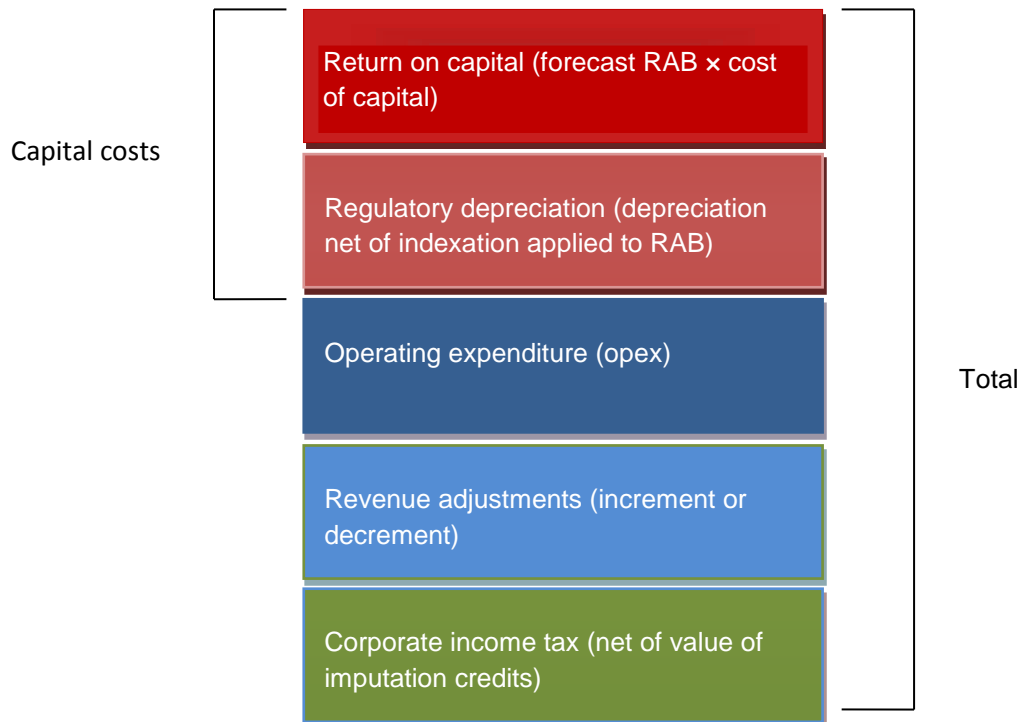 Return on capital (forecast RAB × cost
of capital)
Capital costs
Regulatory depreciation (depreciation
net of indexation applied to RAB)
Operating expenditure (opex)
Total
Revenue adjustments (increment or
decrement)
Corporate income tax (net of value of
imputation credits)